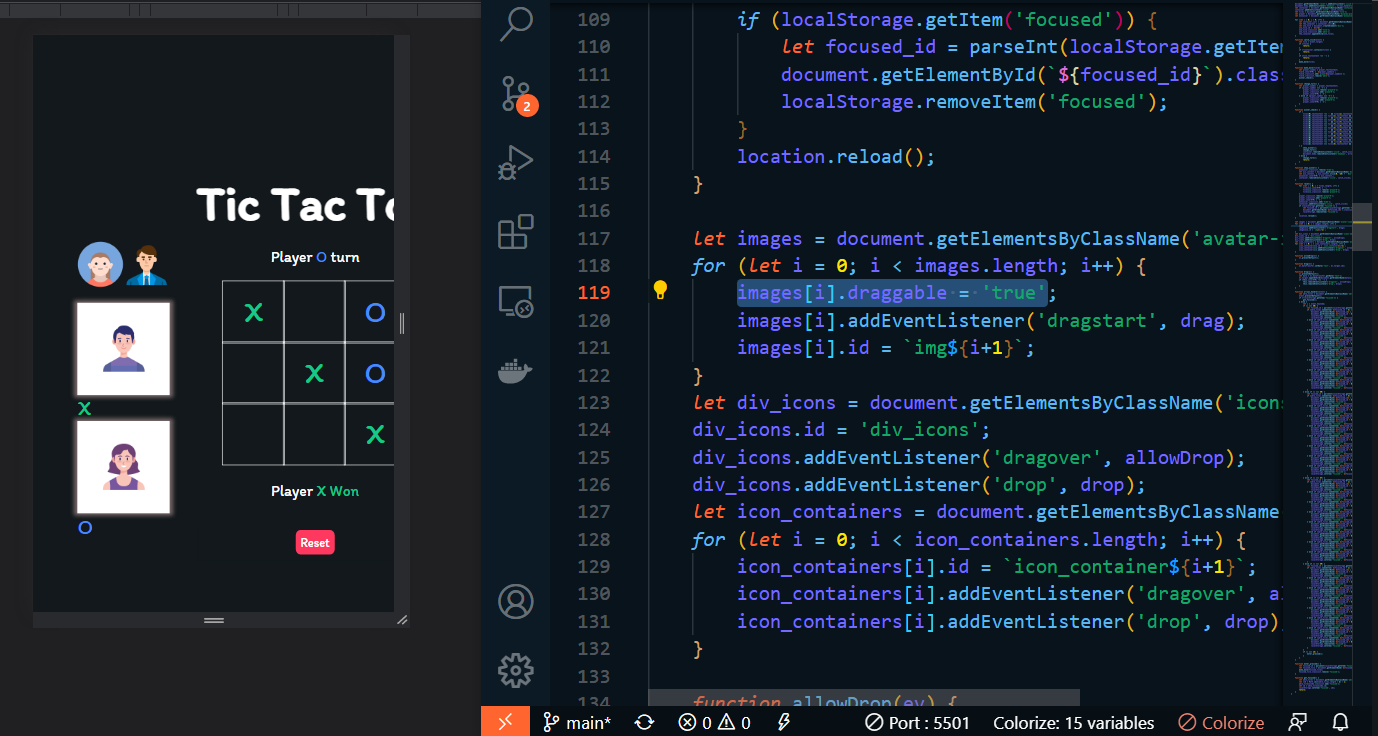 Tic Tac To
Player O turn
X O
X O
X
X
O
Player X Won
Reset
2
109 if (localStorage.getItem('focused')) {
110 let focused_id = parseInt(localStorage.getIte
111 document.getElementById(`${focused_id}`).clas
112 localStorage.removeItem('focused');
113 }
114 location.reload();
115 }
116
117 let images = document.getElementsByClassName('avatar-
118 for (let i = 0; i < images.length; i++) {
119 images[i].draggable = 'true';
120 images[i].addEventListener('dragstart', drag);
121 images[i].id = `img${i+1}`;
122 }
123 let div_icons = document.getElementsByClassName('icon
124 div_icons.id = 'div_icons';
125 div_icons.addEventListener('dragover', allowDrop);
126 div_icons.addEventListener('drop', drop);
127 let icon_containers = document.getElementsByClassName
128 for (let i = 0; i < icon_containers.length; i++) {
129 icon_containers[i].id = `icon_container${i+1}`;
130 icon_containers[i].addEventListener('dragover', a
131 icon_containers[i].addEventListener('drop', drop)
132 }
133
134 function allowDrop(ev) {
main* 0 0 Port : 5501 Colorize: 15 variables Colorize